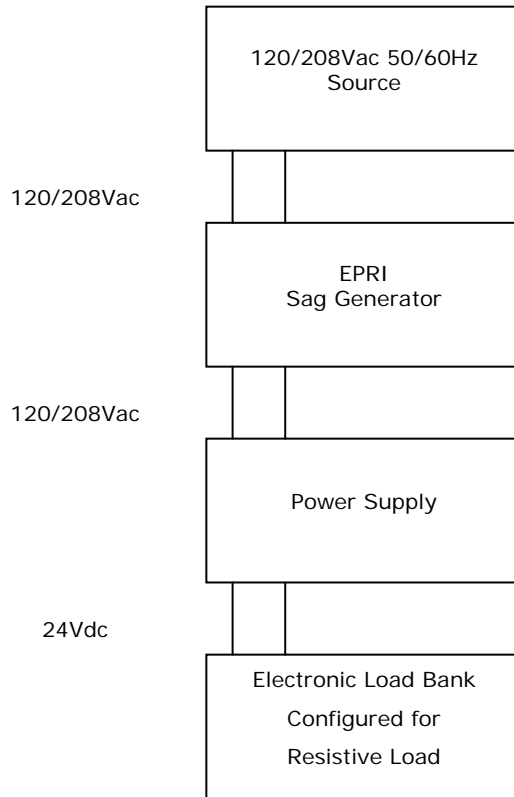 120/208Vac 50/60Hz
Source
120/208Vac
EPRI
Sag Generator
120/208Vac
Power Supply
24Vdc
Electronic Load Bank
Configured for
Resistive Load